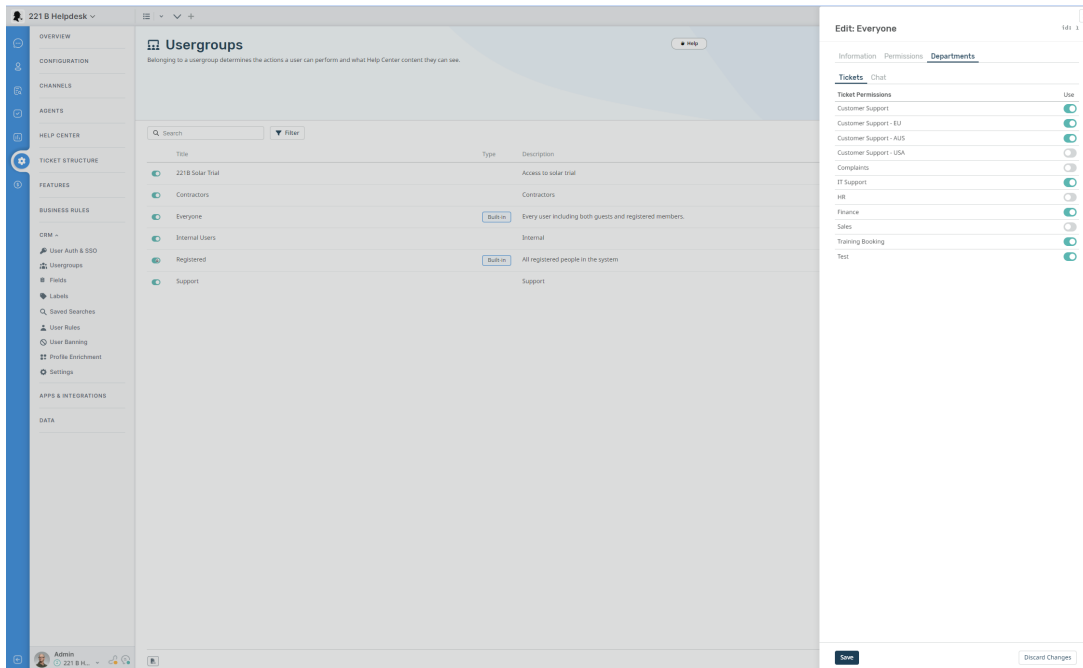 221 B Helpdesk
OVERVIEW
CONFIGURATION
CHANNELS
AGENTS
HELP CENTER
TICKET STRUCTURE
FEATURES
BUSINESS RULES
CRM
User Auth & SSO
Usergroups
Fields
Labels
Saved Searches
User Rules
User Banning
Profile Enrichment
Settings
APPS & INTEGRATIONS
DATA
Admin
221 B H...
Usergroups
Help
Belonging to a usergroup determines the actions a user can perform and what Help Center content they can see.
Search
Filter
Title Type Description
221B Solar Trial Access to solar trial
Contractors Contractors
Everyone Built-in Every user including both guests and registered members.
Internal Users Internal
Registered Built-in All registered people in the system
Support Support
Edit: Everyone
Information Permissions Departments
Tickets Chat
Ticket Permissions Use
Customer Support
Customer Support - EU
Customer Support - AUS
Customer Support - USA
Complaints
IT Support
HR
Finance
Sales
Training Booking
Test
Save Discard Changes